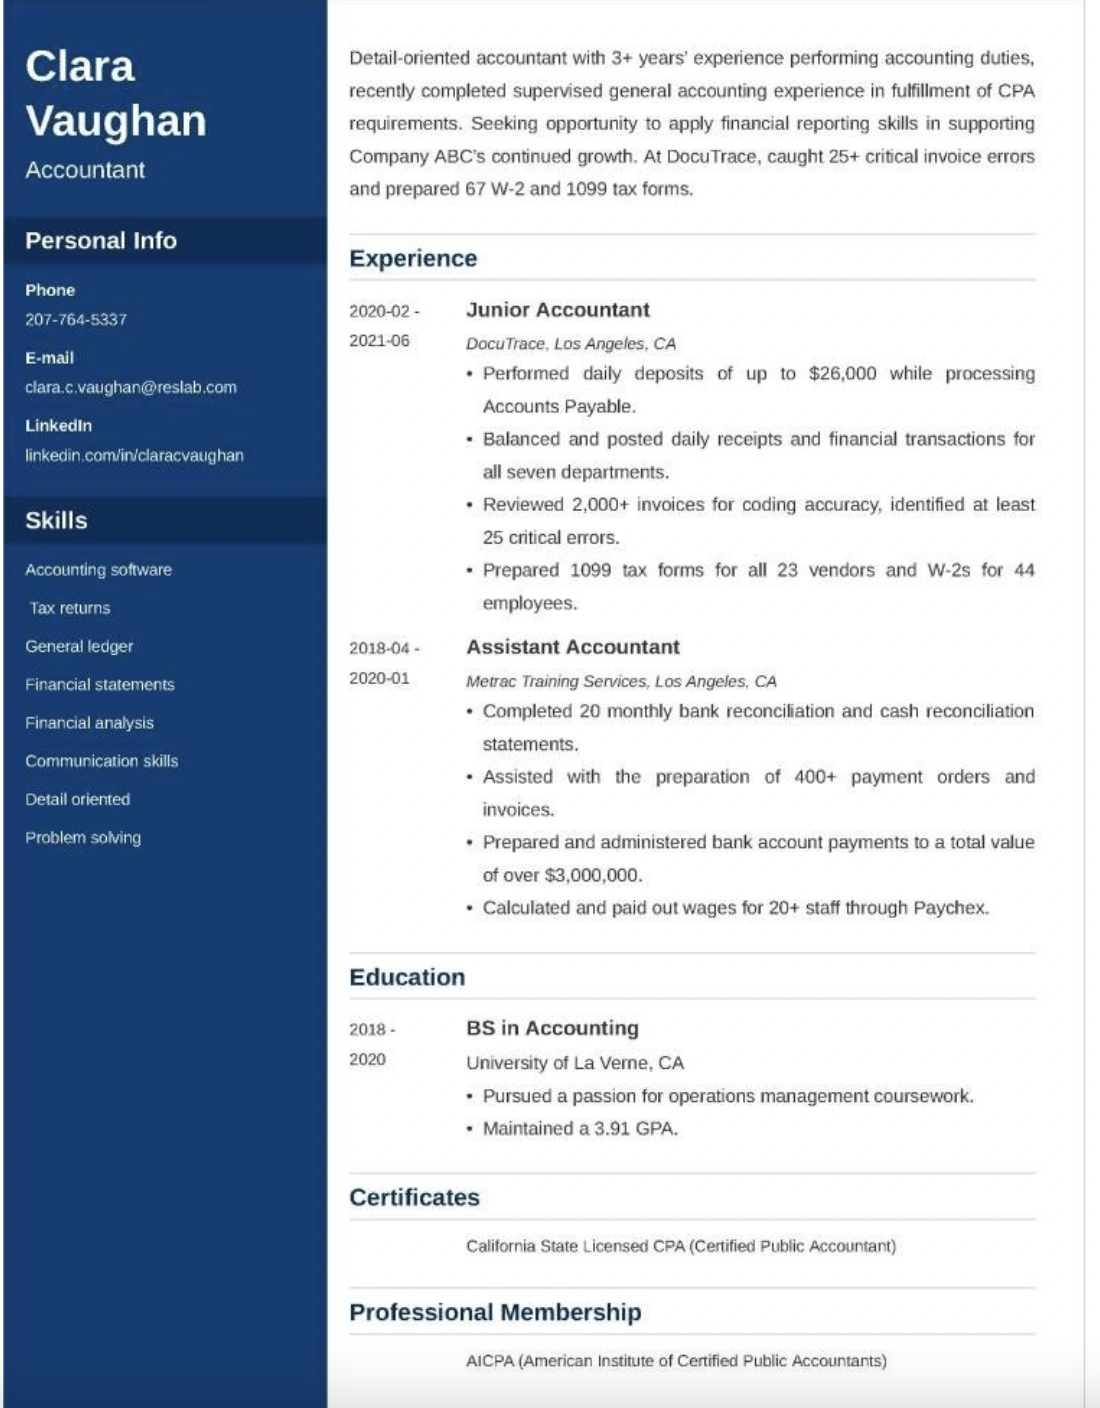 Clara
Vaughan
Accountant
Personal Info
Phone
207-764-5337
E-mail
clara.c.vaughan@reslab.com
LinkedIn
linkedin.com/in/claracvaughan
Skills
Accounting software
Tax returns
General ledger
Financial statements
Financial analysis
Communication skills
Detail oriented
Problem solving
Detail-oriented accountant with 3+ years' experience performing accounting duties,
recently completed supervised general accounting experience in fulfillment of CPA
requirements. Seeking opportunity to apply financial reporting skills in supporting
Company ABC's continued growth. At DocuTrace, caught 25+ critical invoice errors
and prepared 67 W-2 and 1099 tax forms.
Experience
2020-02 -
2021-06
Junior Accountant
DocuTrace, Los Angeles, CA
• Performed daily deposits of up to $26,000 while processing
Accounts Payable.
• Balanced and posted daily receipts and financial transactions for
all seven departments.
• Reviewed 2,000+ invoices for coding accuracy, identified at least
25 critical errors.
• Prepared 1099 tax forms for all 23 vendors and W-2s for 44
employees.
2018-04 -
2020-01
Assistant Accountant
Metrac Training Services, Los Angeles, CA
• Completed 20 monthly bank reconciliation and cash reconciliation
statements.
• Assisted with the preparation of 400+ payment orders and
invoices.
• Prepared and administered bank account payments to a total value
of over $3,000,000.
• Calculated and paid out wages for 20+ staff through Paychex.
Education
2018 -
2020
BS in Accounting
University of La Verne, CA
• Pursued a passion for operations management coursework.
• Maintained a 3.91 GPA.
Certificates
California State Licensed CPA (Certified Public Accountant)
Professional Membership
AICPA (American Institute of Certified Public Accountants)